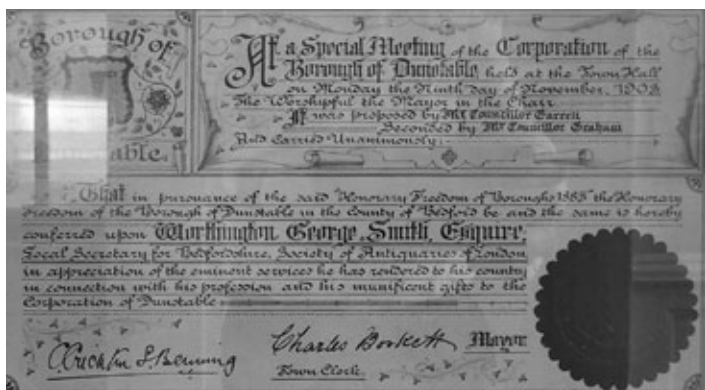 Borough of
At a Special Meeting of the Corporation of the
Borough of Dunstable held at the Town Hall
on Monday the Ninth day of November, 1903
The Worshipful the Mayor in the Chair
It was proposed by Mr Councillor Garrett
Seconded by Mr Councillor Graham
And Carried Unanimously:-
That in pursuance of the said "Honorary Freedom of Boroughs 1885" the Honorary
Freedom of the Borough of Dunstable in the County of Bedford be and the same is hereby
conferred upon Worthington George Smith, Esquire,
Local Secretary for Bedfordshire, Society of Antiquaries of London
in appreciation of the eminent services he has rendered to his country
in connection with his profession and his munificent gifts to the
Corporation of Dunstable
Benning
Charles Mayor
Town Clerk